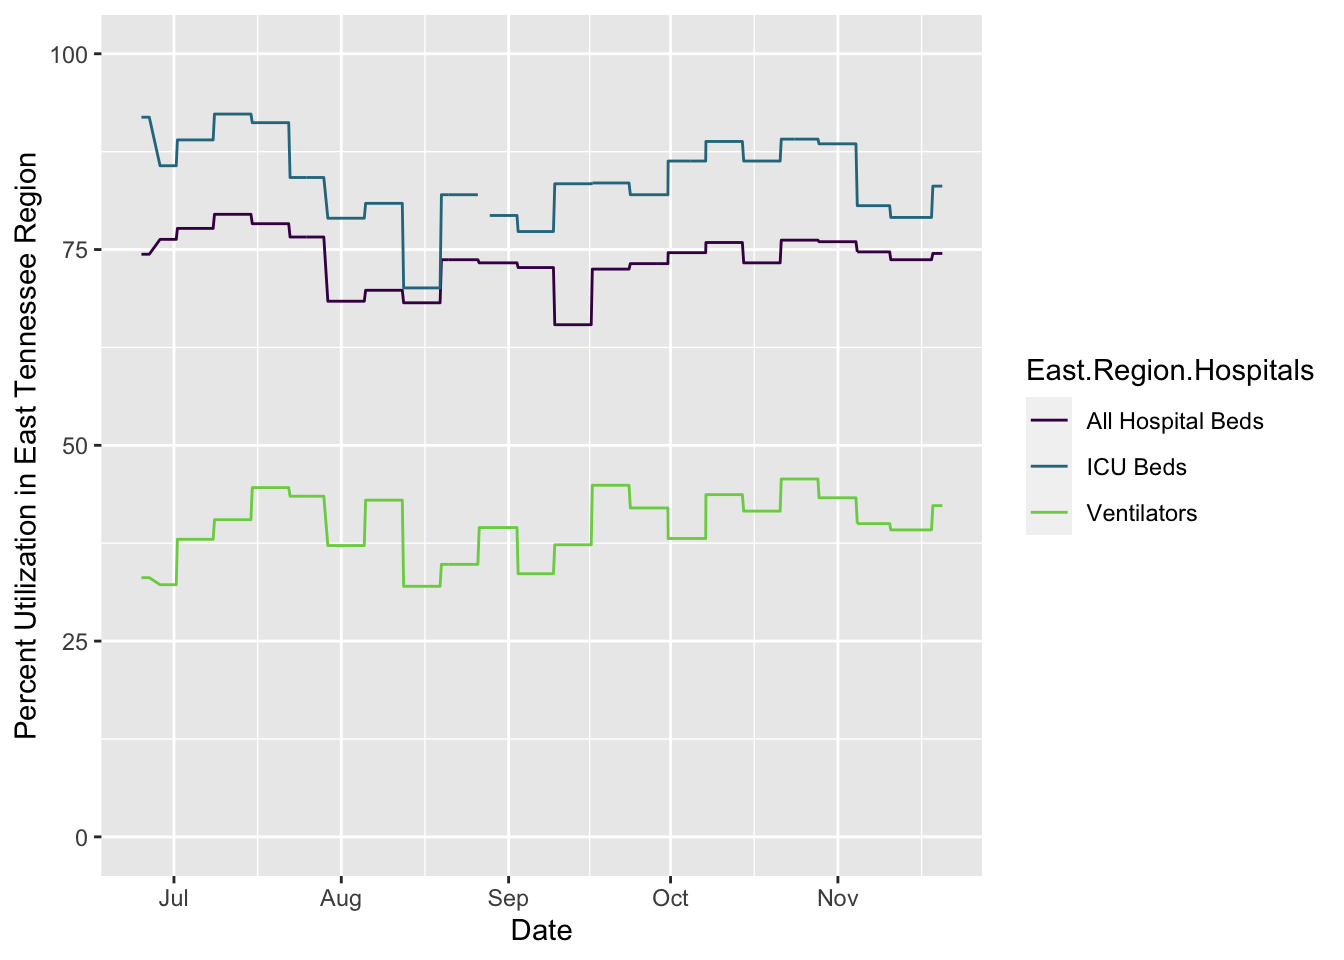 Percent Utilization in East Tennessee Region
100
75
50
25
0
Jul Aug Sep Oct Nov
Date
East.Region.Hospitals
All Hospital Beds
ICU Beds
Ventilators